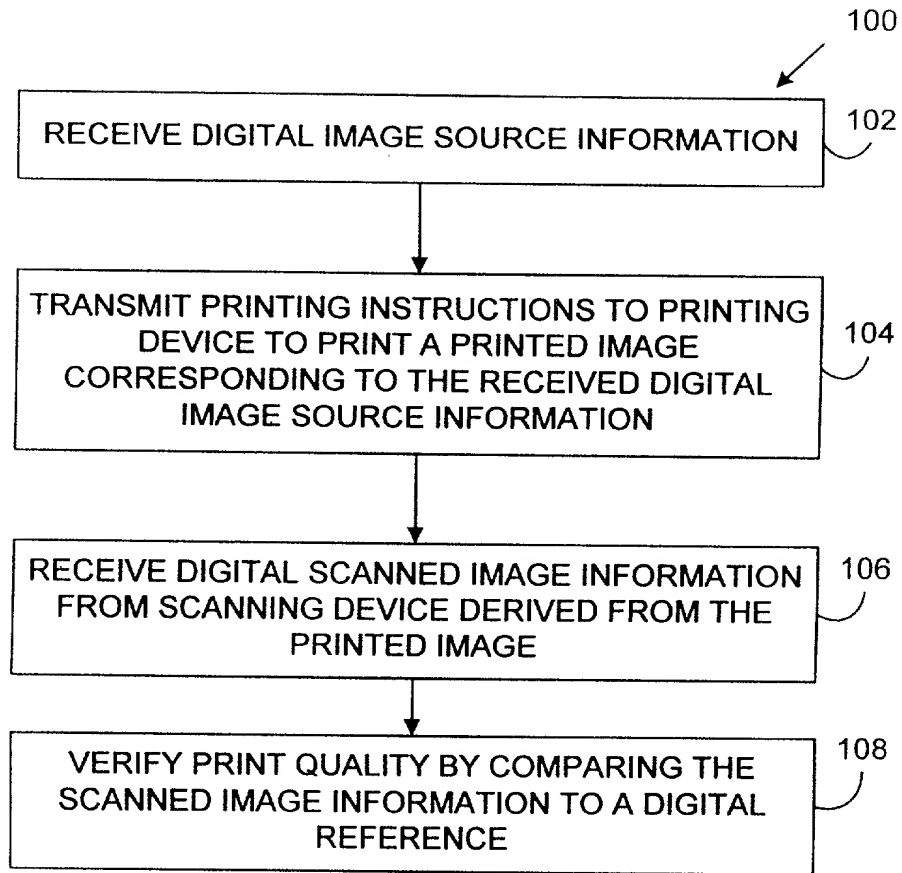 100
RECEIVE DIGITAL IMAGE SOURCE INFORMATION
102
TRANSMIT PRINTING INSTRUCTIONS TO PRINTING
DEVICE TO PRINT A PRINTED IMAGE
CORRESPONDING TO THE RECEIVED DIGITAL
IMAGE SOURCE INFORMATION
104
RECEIVE DIGITAL SCANNED IMAGE INFORMATION
FROM SCANNING DEVICE DERIVED FROM THE
PRINTED IMAGE
106
VERIFY PRINT QUALITY BY COMPARING THE
SCANNED IMAGE INFORMATION TO A DIGITAL
REFERENCE
108